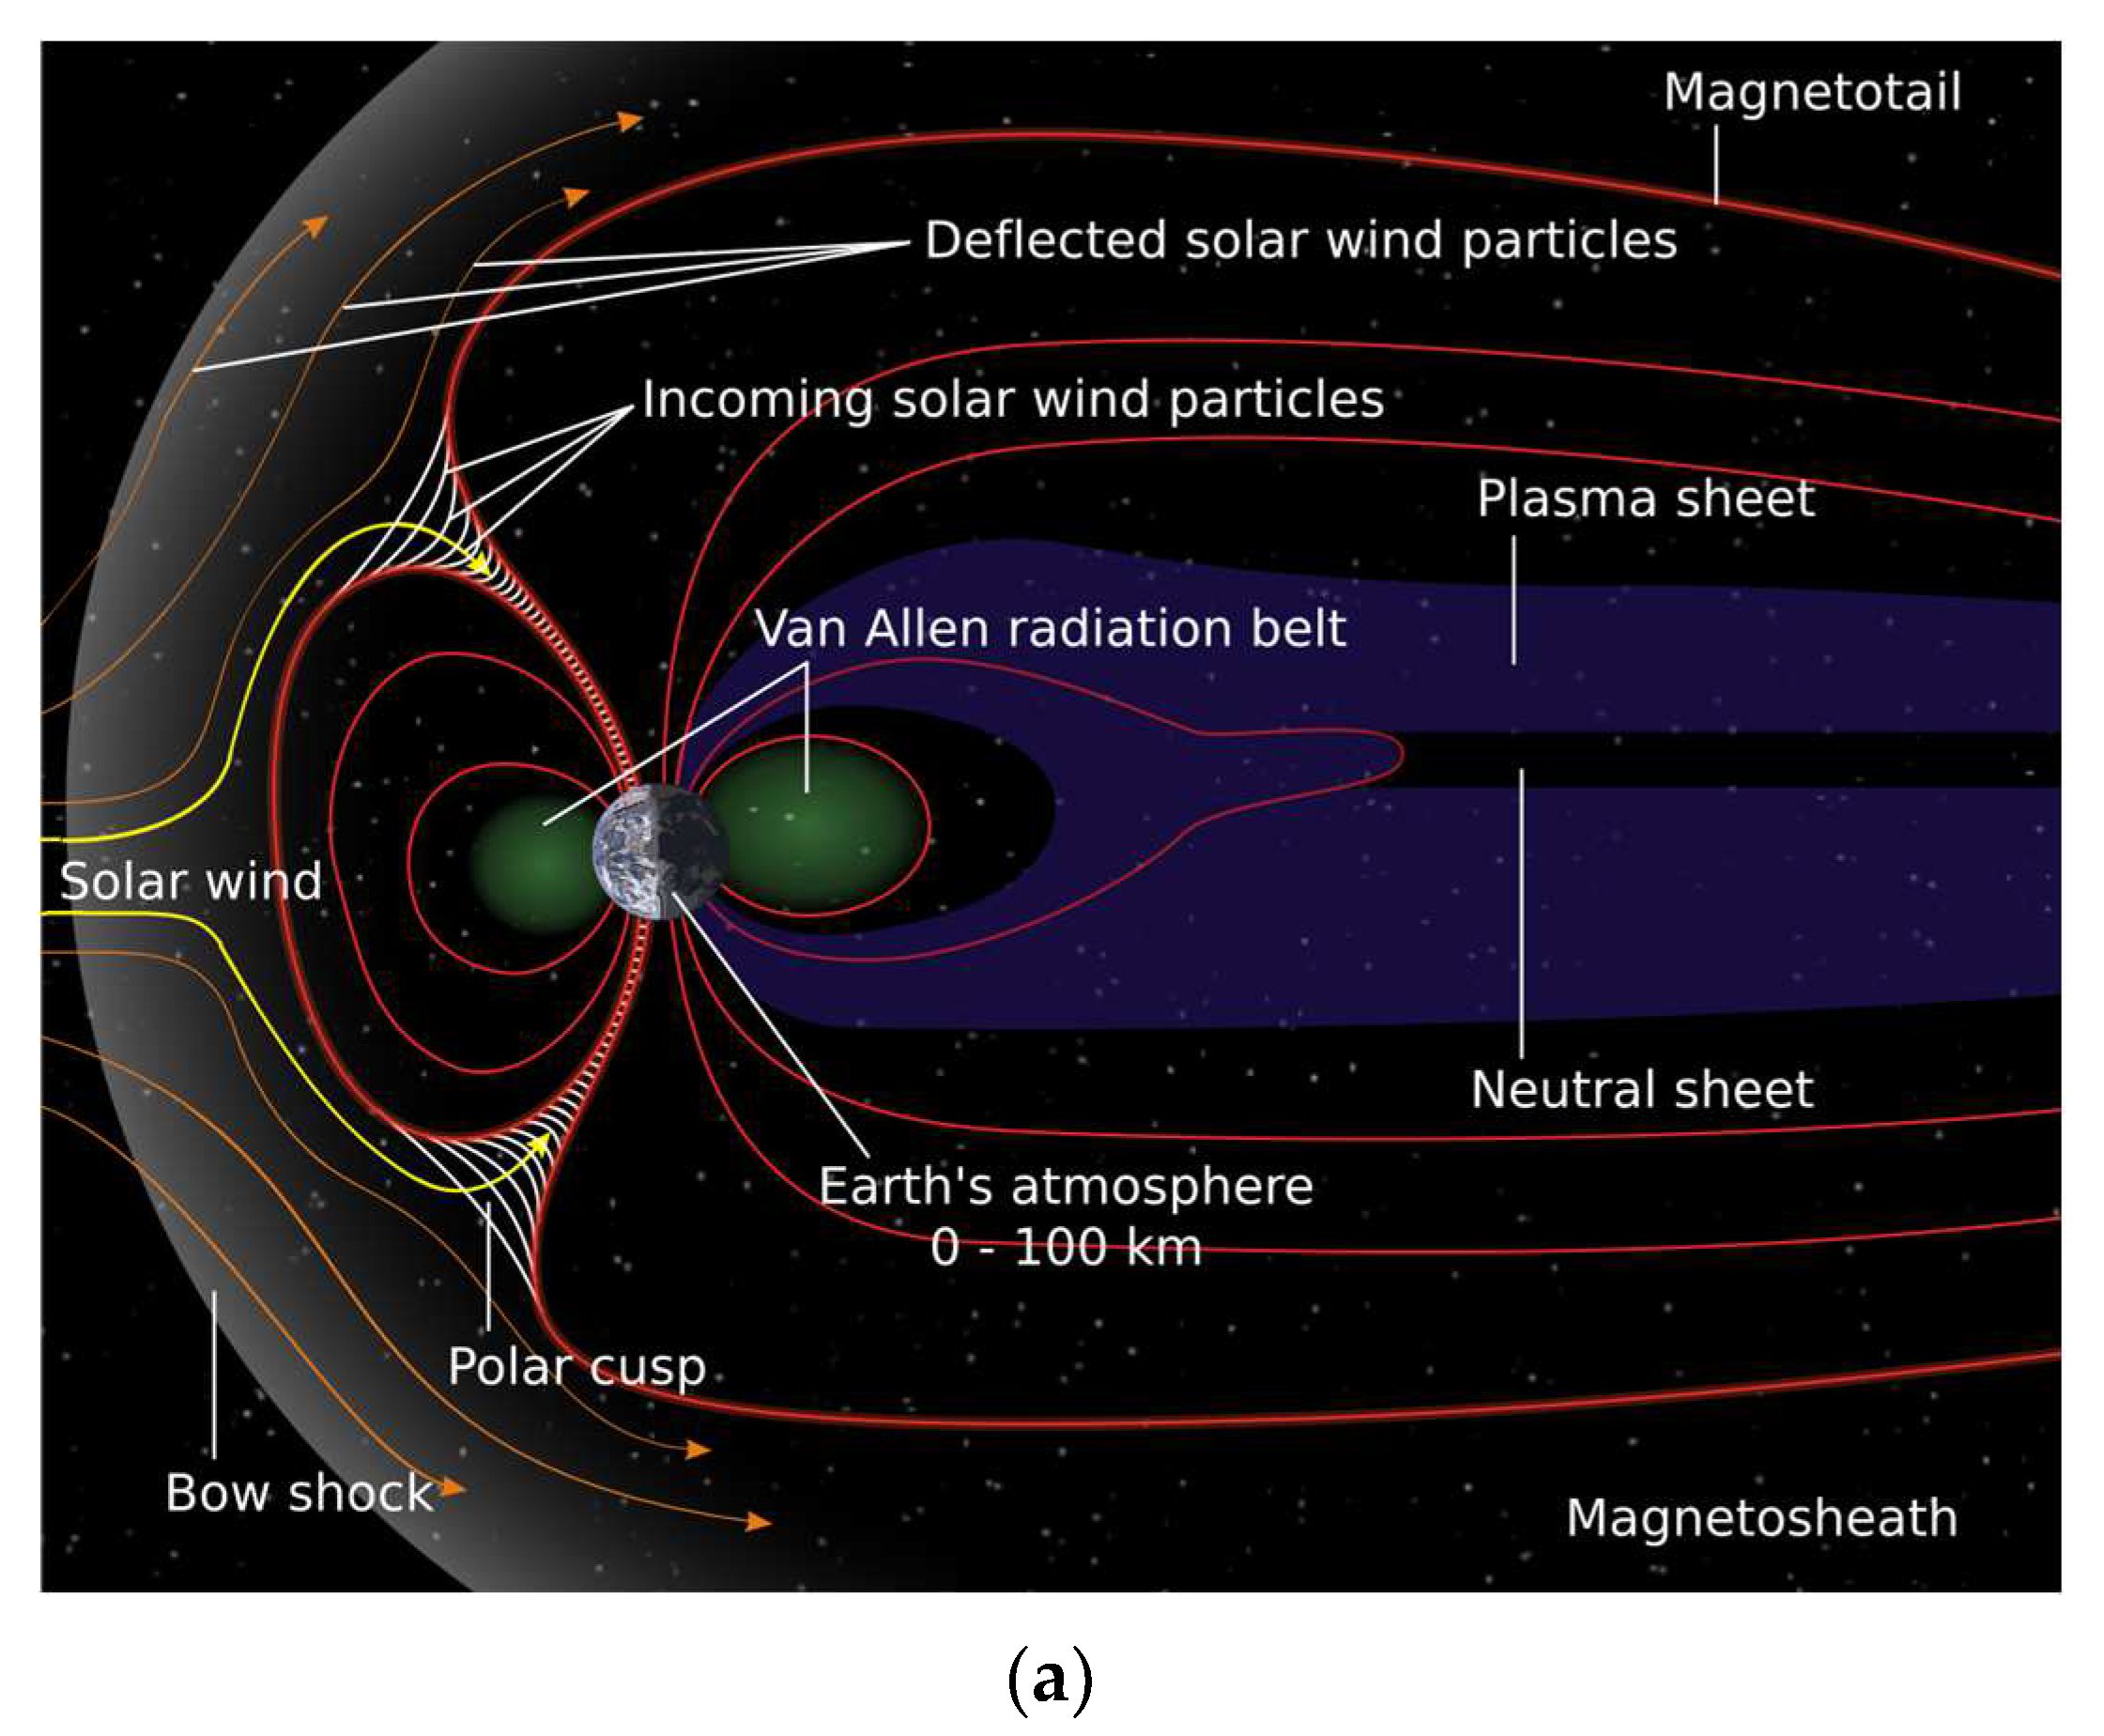 Magnetotail
Deflected solar wind particles
Incoming solar wind particles
Plasma sheet
Van Allen radiation belt
Solar wind
Neutral sheet
Earth's atmosphere
0 - 100 km
Polar cusp
Bow shock
Magnetosheath
(a)